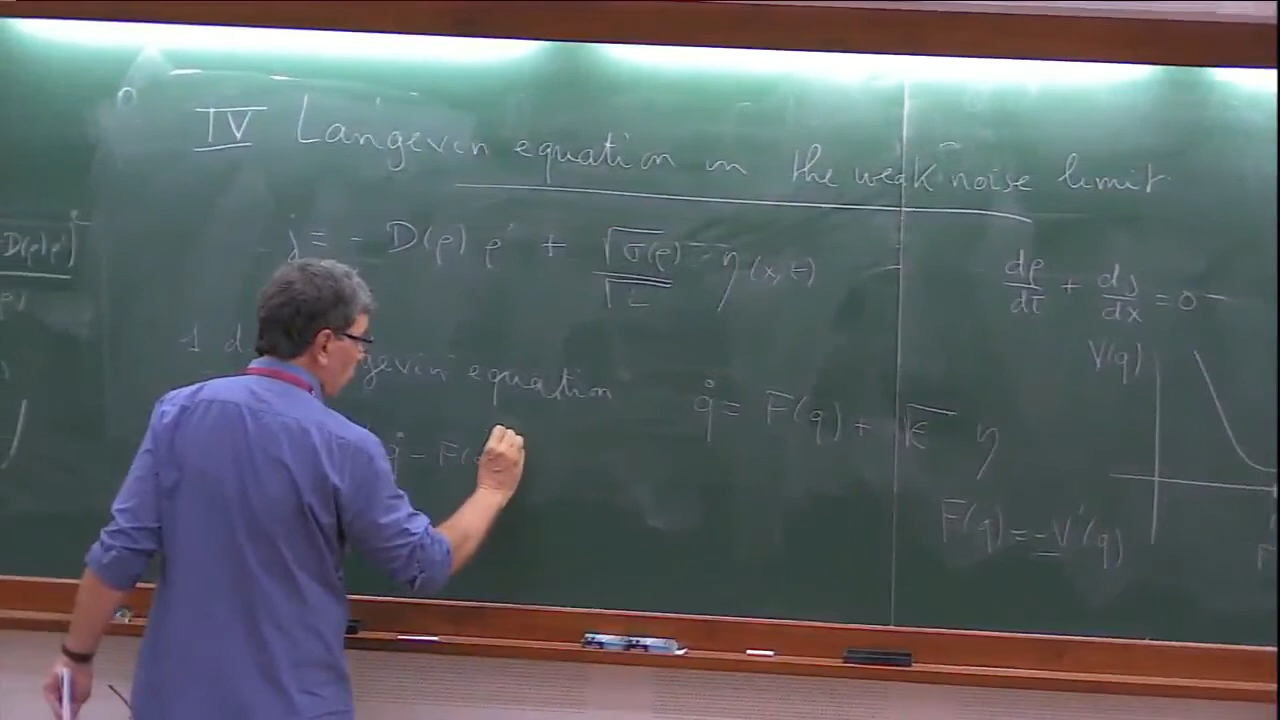 D(ρ)ρ')
IV Langevin equation in the weak noise limit
j = - D(ρ) ρ' + √σ(ρ) / √L η(x,t)
dρ/dt + dj/dx = 0
V(q)
1 d gevin equation
q̇ = F(q) + √ε η
q̇ - F(
F(q) = -V'(q)